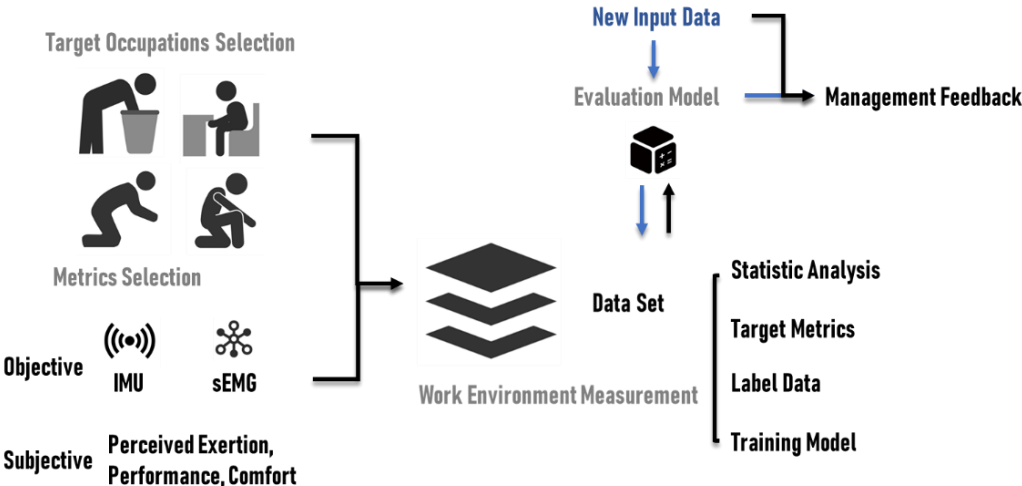 Target Occupations Selection
Metrics Selection
Objective
IMU
sEMG
Subjective
Perceived Exertion,
Performance, Comfort
Data Set
Work Environment Measurement
New Input Data
Evaluation Model
Management Feedback
Statistic Analysis
Target Metrics
Label Data
Training Model